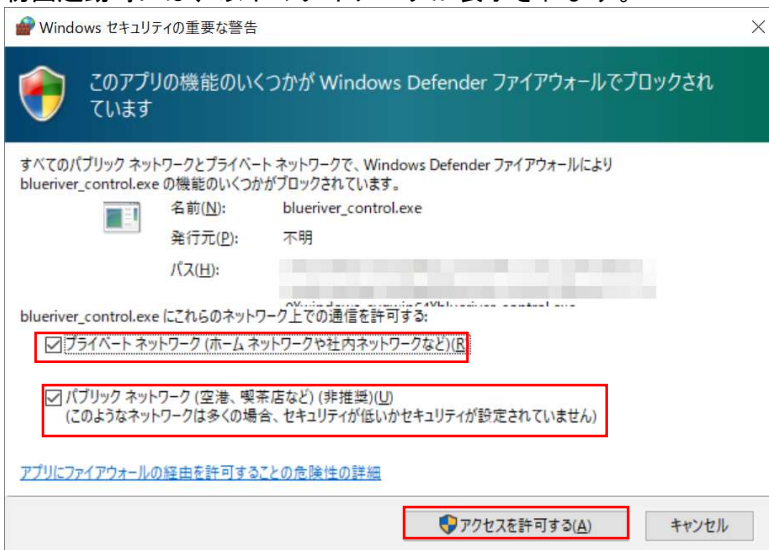 Windows セキュリティの重要な警告
このアプリの機能のいくつかが Windows Defender ファイアウォールでブロックされ
ています
すべてのパブリック ネットワークとプライベート ネットワークで、Windows Defender ファイアウォールにより
blueriver_control.exe の機能のいくつかがブロックされています。
名前(N): blueriver_control.exe
発行元(P): 不明
パス(H):
blueriver_control.exe にこれらのネットワーク上での通信を許可する:
プライベート ネットワーク (ホーム ネットワークや社内ネットワークなど)(R
パブリック ネットワーク (空港、喫茶店など) (非推奨)(U)
(このようなネットワークは多くの場合、セキュリティが低いかセキュリティが設定されていません)
アプリにファイアウォールの経由を許可することの危険性の詳細
アクセスを許可する(A) キャンセル